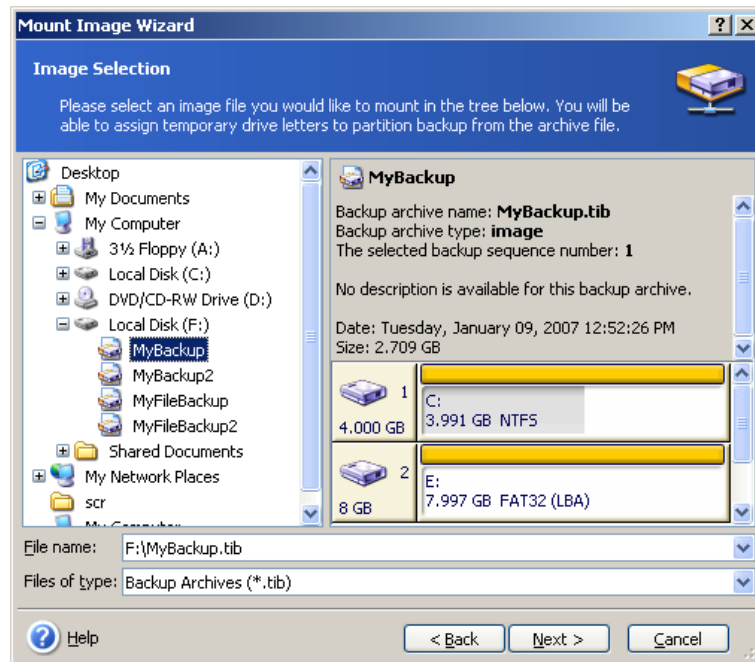 Mount Image Wizard
Image Selection
Please select an image file you would like to mount in the tree below. You will be
able to assign temporary drive letters to partition backup from the archive file.
Desktop
My Documents
My Computer
3½ Floppy (A:)
Local Disk (C:)
DVD/CD-RW Drive (D:)
Local Disk (F:)
MyBackup
MyBackup2
MyFileBackup
MyFileBackup2
Shared Documents
My Network Places
scr
My Computer
MyBackup
Backup archive name: MyBackup.tib
Backup archive type: image
The selected backup sequence number: 1
No description is available for this backup archive.
Date: Tuesday, January 09, 2007 12:52:26 PM
Size: 2.709 GB
1
4.000 GB
C:
3.991 GB NTFS
2
8 GB
E:
7.997 GB FAT32 (LBA)
File name: F:\MyBackup.tib
Files of type: Backup Archives (*.tib)
Help
< Back
Next >
Cancel